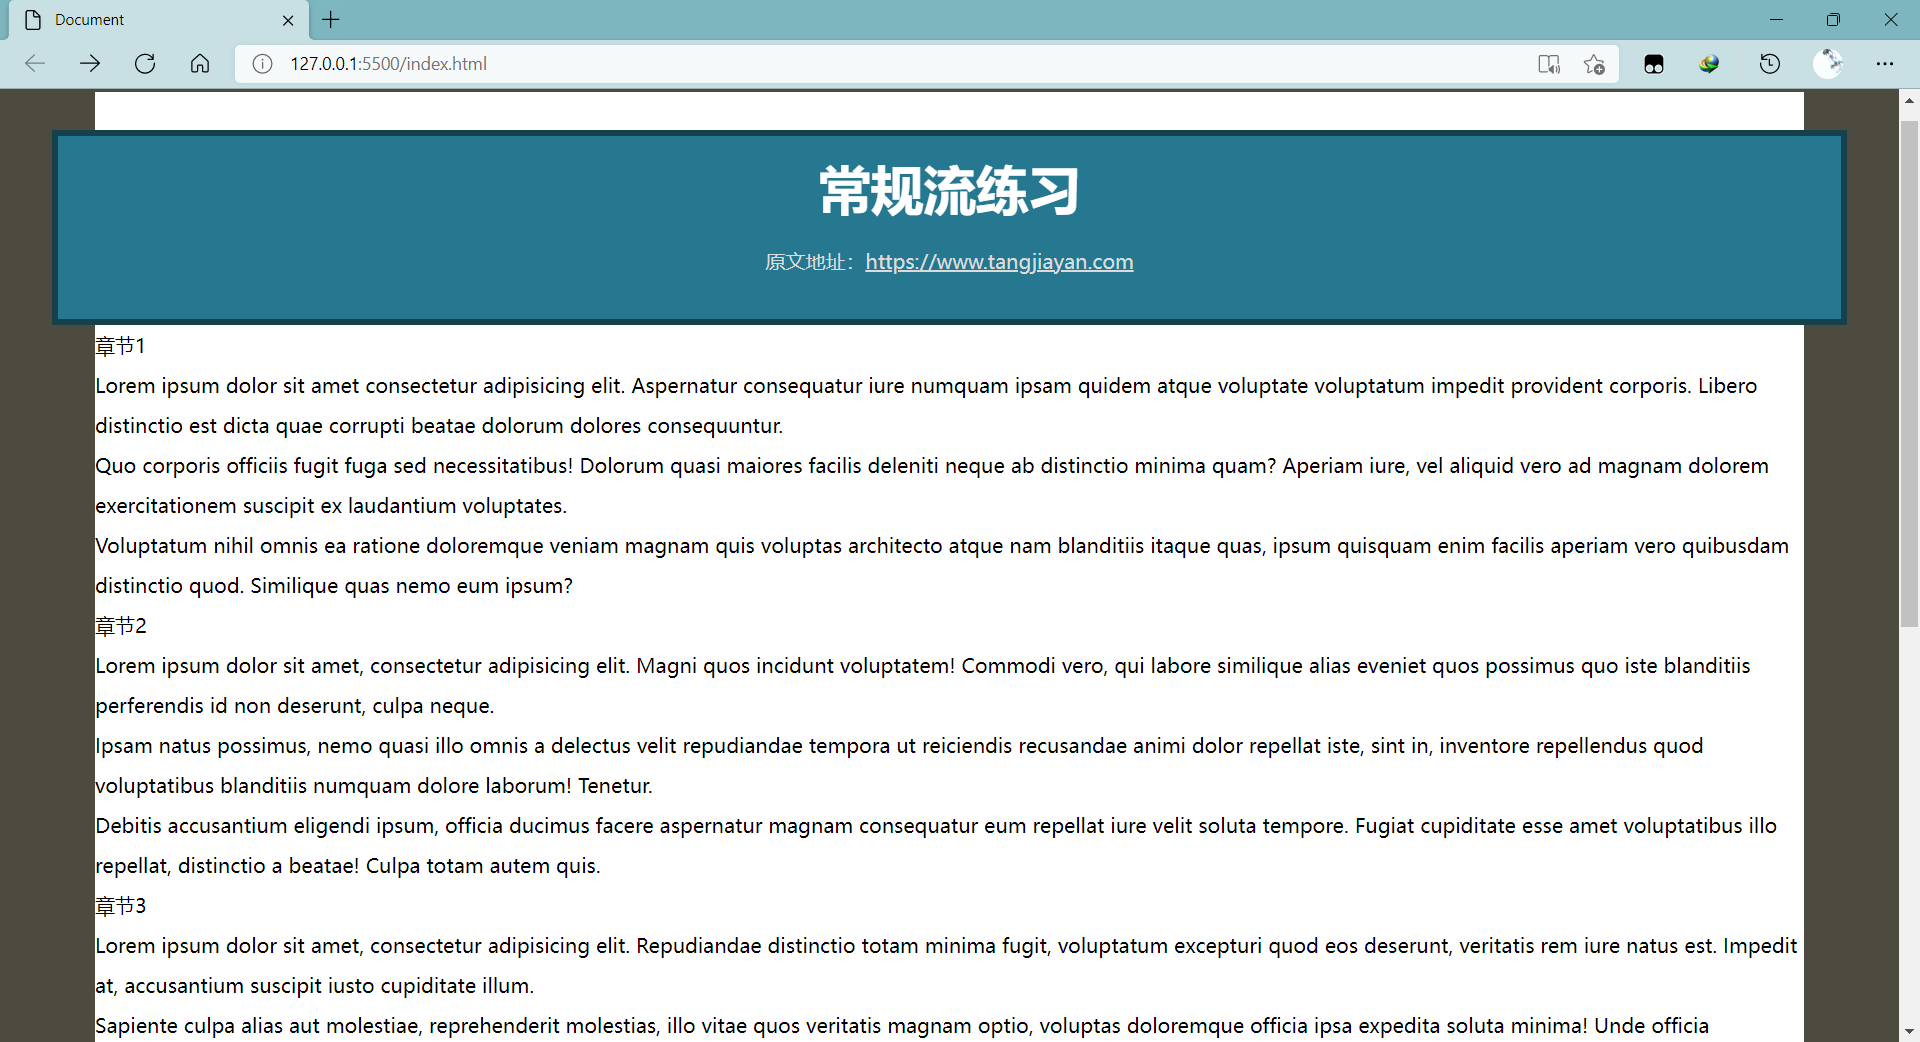 Document
127.0.0.1:5500/index.html
常规流练习
原文地址：https://www.tangjiayan.com
章节1
Lorem ipsum dolor sit amet consectetur adipisicing elit. Aspernatur consequatur iure numquam ipsam quidem atque voluptate voluptatum impedit provident corporis. Libero
distinctio est dicta quae corrupti beatae dolorum dolores consequuntur.
Quo corporis officiis fugit fuga sed necessitatibus! Dolorum quasi maiores facilis deleniti neque ab distinctio minima quam? Aperiam iure, vel aliquid vero ad magnam dolorem
exercitationem suscipit ex laudantium voluptates.
Voluptatum nihil omnis ea ratione doloremque veniam magnam quis voluptas architecto atque nam blanditiis itaque quas, ipsum quisquam enim facilis aperiam vero quibusdam
distinctio quod. Similique quas nemo eum ipsum?
章节2
Lorem ipsum dolor sit amet, consectetur adipisicing elit. Magni quos incidunt voluptatem! Commodi vero, qui labore similique alias eveniet quos possimus quo iste blanditiis
perferendis id non deserunt, culpa neque.
Ipsam natus possimus, nemo quasi illo omnis a delectus velit repudiandae tempora ut reiciendis recusandae animi dolor repellat iste, sint in, inventore repellendus quod
voluptatibus blanditiis numquam dolore laborum! Tenetur.
Debitis accusantium eligendi ipsum, officia ducimus facere aspernatur magnam consequatur eum repellat iure velit soluta tempore. Fugiat cupiditate esse amet voluptatibus illo
repellat, distinctio a beatae! Culpa totam autem quis.
章节3
Lorem ipsum dolor sit amet, consectetur adipisicing elit. Repudiandae distinctio totam minima fugit, voluptatum excepturi quod eos deserunt, veritatis rem iure natus est. Impedit
at, accusantium suscipit iusto cupiditate illum.
Sapiente culpa alias aut molestiae, reprehenderit molestias, illo vitae quos veritatis magnam optio, voluptas doloremque officia ipsa expedita soluta minima! Unde officia